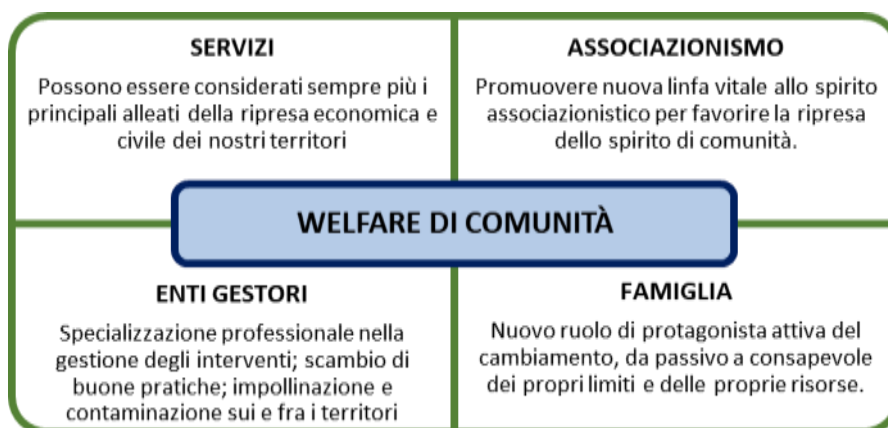 SERVIZI
Possono essere considerati sempre più i
principali alleati della ripresa economica e
civile dei nostri territori
ASSOCIAZIONISMO
Promuovere nuova linfa vitale allo spirito
associazionistico per favorire la ripresa
dello spirito di comunità.
WELFARE DI COMUNITÀ
ENTI GESTORI
Specializzazione professionale nella
gestione degli interventi; scambio di
buone pratiche; impollinazione e
contaminazione sui e fra i territori
FAMIGLIA
Nuovo ruolo di protagonista attiva del
cambiamento, da passivo a consapevole
dei propri limiti e delle proprie risorse.